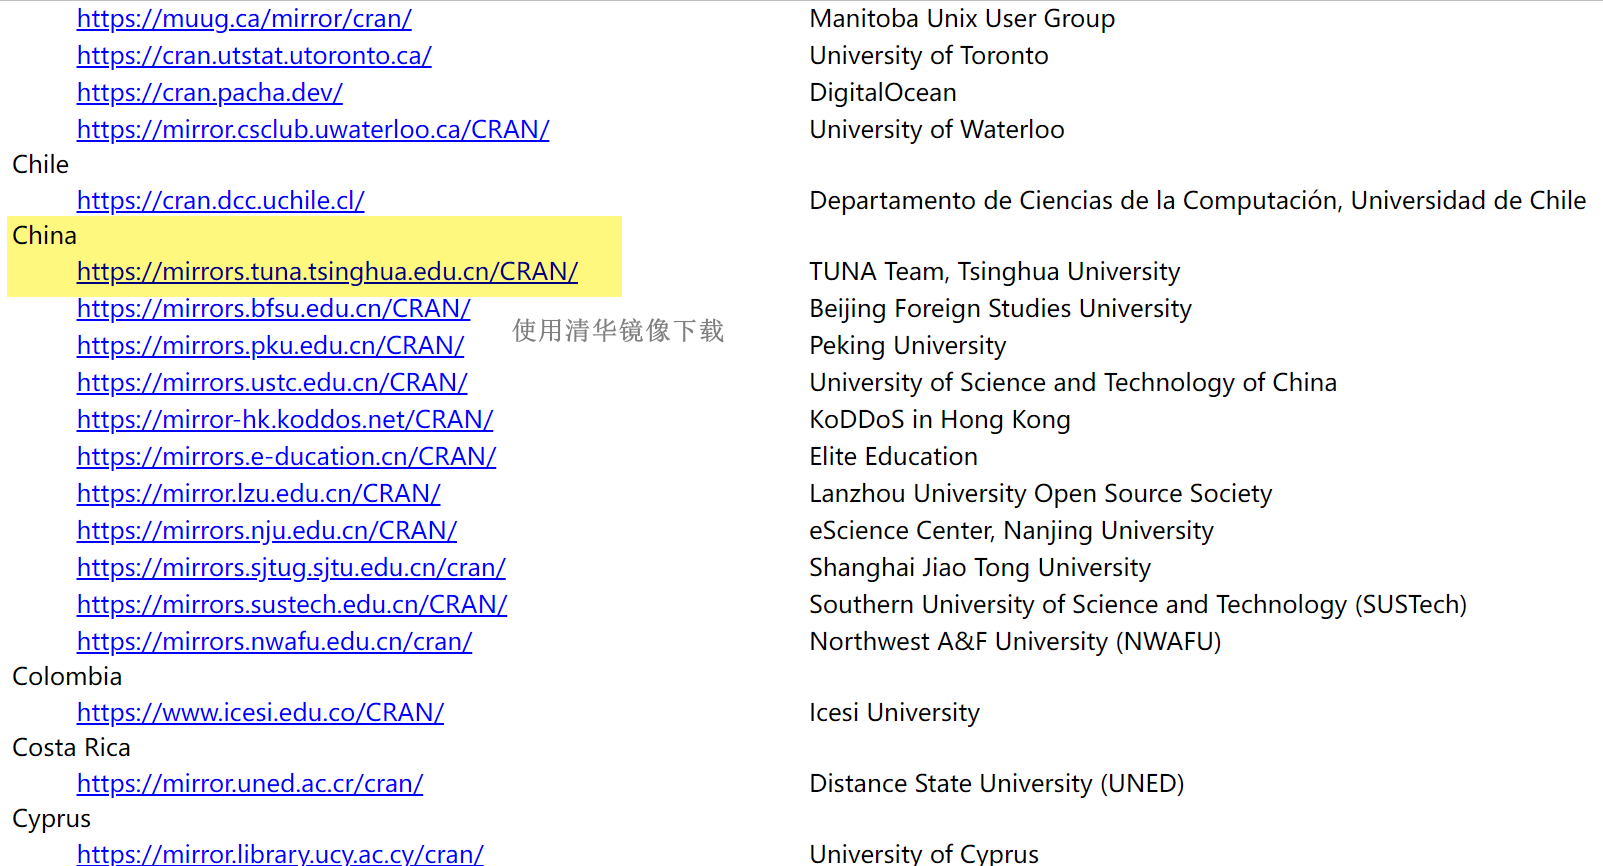 https://muug.ca/mirror/cran/ Manitoba Unix User Group
https://cran.utstat.utoronto.ca/ University of Toronto
https://cran.pacha.dev/ DigitalOcean
https://mirror.csclub.uwaterloo.ca/CRAN/ University of Waterloo
Chile
https://cran.dcc.uchile.cl/ Departamento de Ciencias de la Computación, Universidad de Chile
China
https://mirrors.tuna.tsinghua.edu.cn/CRAN/ TUNA Team, Tsinghua University
https://mirrors.bfsu.edu.cn/CRAN/ Beijing Foreign Studies University
使用清华镜像下载
https://mirrors.pku.edu.cn/CRAN/ Peking University
https://mirrors.ustc.edu.cn/CRAN/ University of Science and Technology of China
https://mirror-hk.koddos.net/CRAN/ KoDDoS in Hong Kong
https://mirrors.e-ducation.cn/CRAN/ Elite Education
https://mirror.lzu.edu.cn/CRAN/ Lanzhou University Open Source Society
https://mirrors.nju.edu.cn/CRAN/ eScience Center, Nanjing University
https://mirrors.sjtug.sjtu.edu.cn/cran/ Shanghai Jiao Tong University
https://mirrors.sustech.edu.cn/CRAN/ Southern University of Science and Technology (SUSTech)
https://mirrors.nwafu.edu.cn/cran/ Northwest A&F University (NWAFU)
Colombia
https://www.icesi.edu.co/CRAN/ Icesi University
Costa Rica
https://mirror.uned.ac.cr/cran/ Distance State University (UNED)
Cyprus
https://mirror.library.ucy.ac.cy/cran/ University of Cyprus